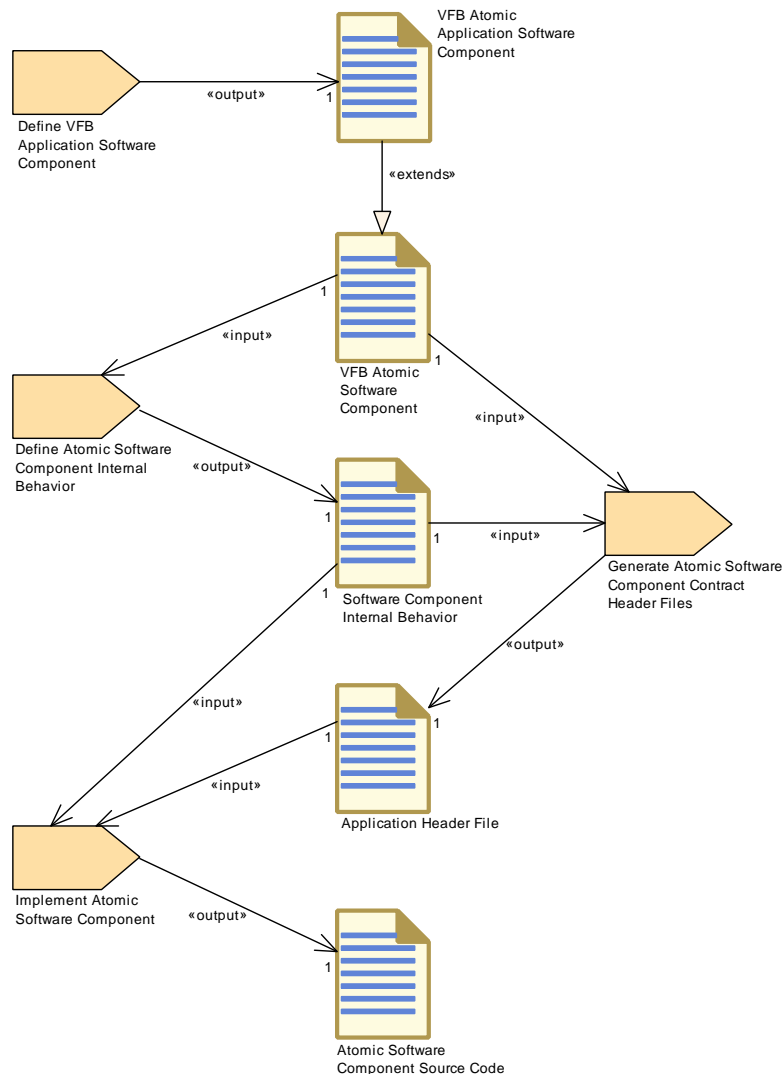 VFB Atomic
Application Software
Component
«output»
1
Define VFB
Application Software
Component
«extends»
1
«input»
1
VFB Atomic
Software
Component
«input»
Define Atomic Software
Component Internal
Behavior
«output»
1
1
«input»
1
Software Component
Internal Behavior
Generate Atomic Software
Component Contract
Header Files
«output»
«input»
1
1
«input»
Application Header File
Implement Atomic
Software Component
«output»
1
Atomic Software
Component Source Code